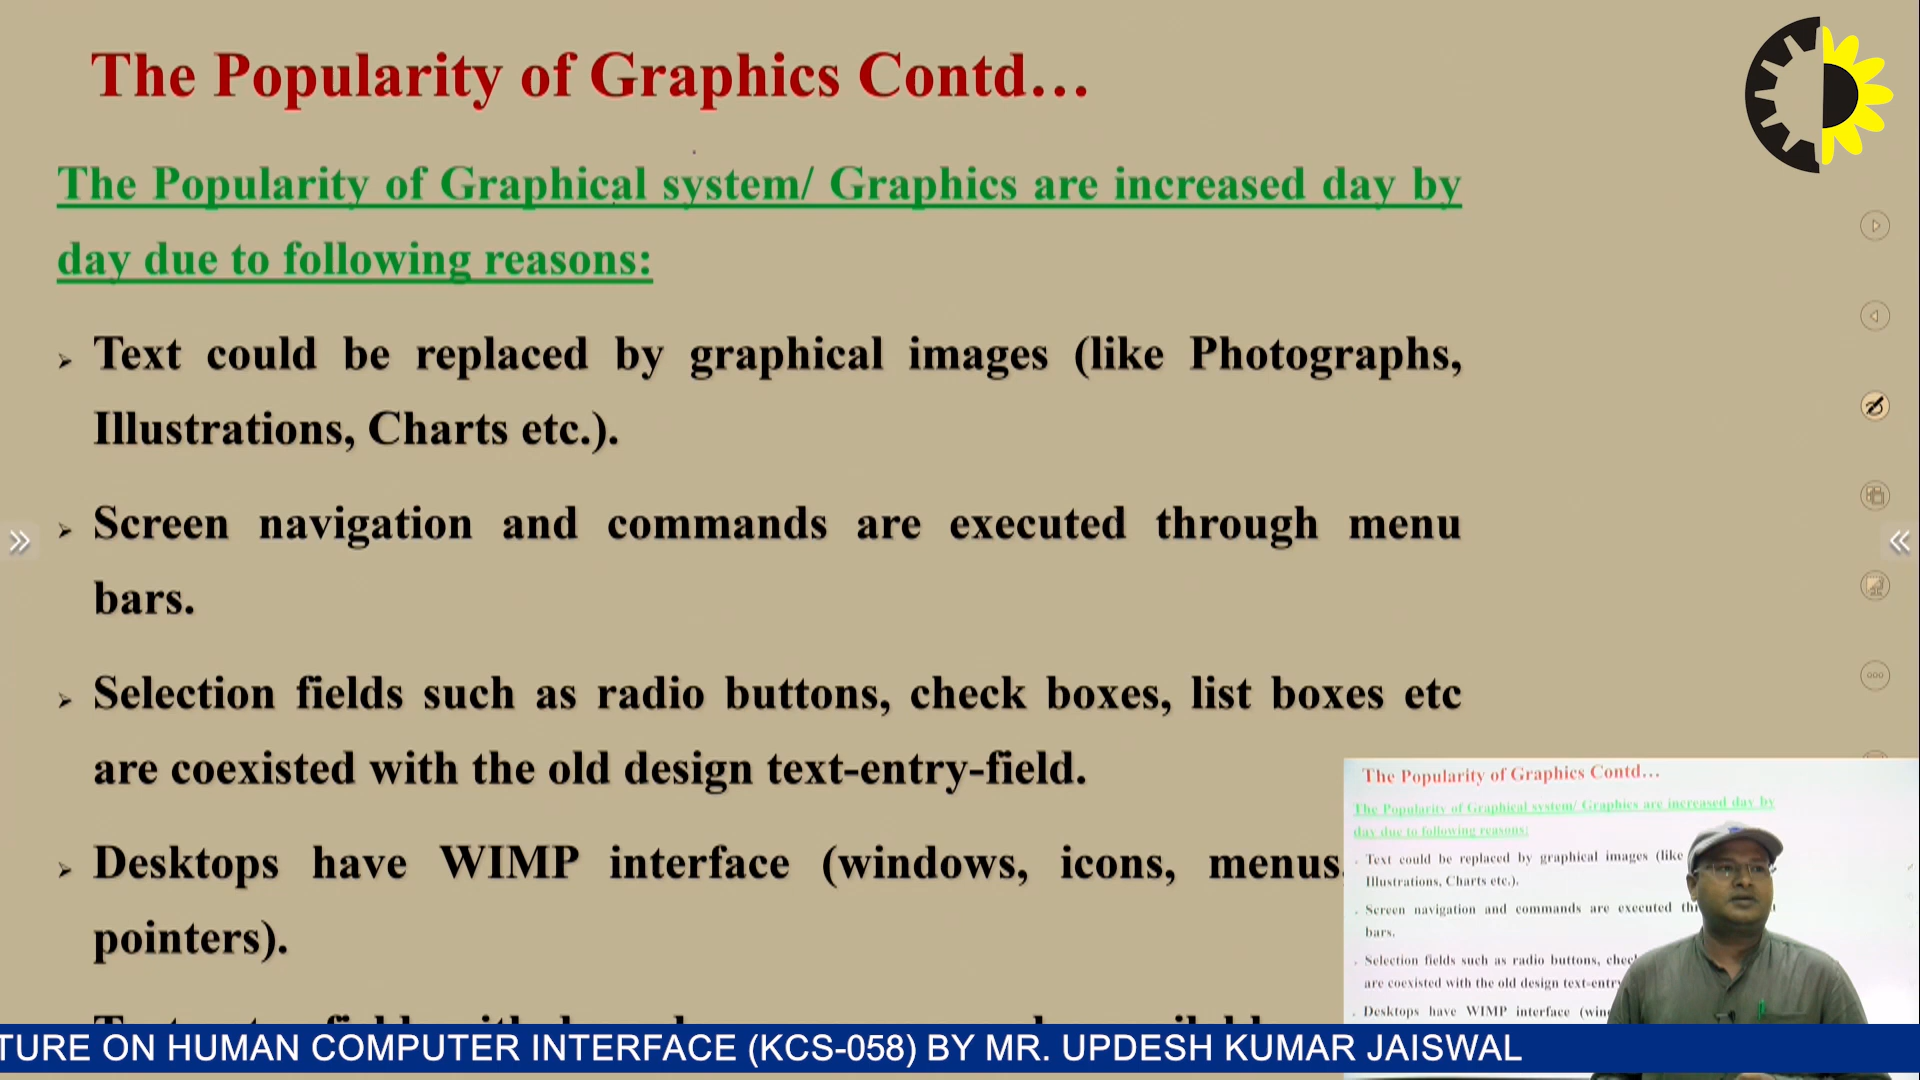 The Popularity of Graphics Contd…
The Popularity of Graphical system/ Graphics are increased day by
day due to following reasons:
Text could be replaced by graphical images (like Photographs,
Illustrations, Charts etc.).
Screen navigation and commands are executed through menu
bars.
Selection fields such as radio buttons, check boxes, list boxes etc
are coexisted with the old design text-entry-field.
Desktops have WIMP interface (windows, icons, menus,
pointers).
The Popularity of Graphics Contd…
The Popularity of Graphical system/ Graphics are increased day by
day due to following reasons:
Text could be replaced by graphical images (like
Illustrations, Charts etc.).
Screen navigation and commands are executed
bars.
Selection fields such as radio buttons,
are coexisted with the old design
Desktops have WIMP interface
TURE ON HUMAN COMPUTER INTERFACE (KCS-058) BY MR. UPDESH KUMAR JAISWAL